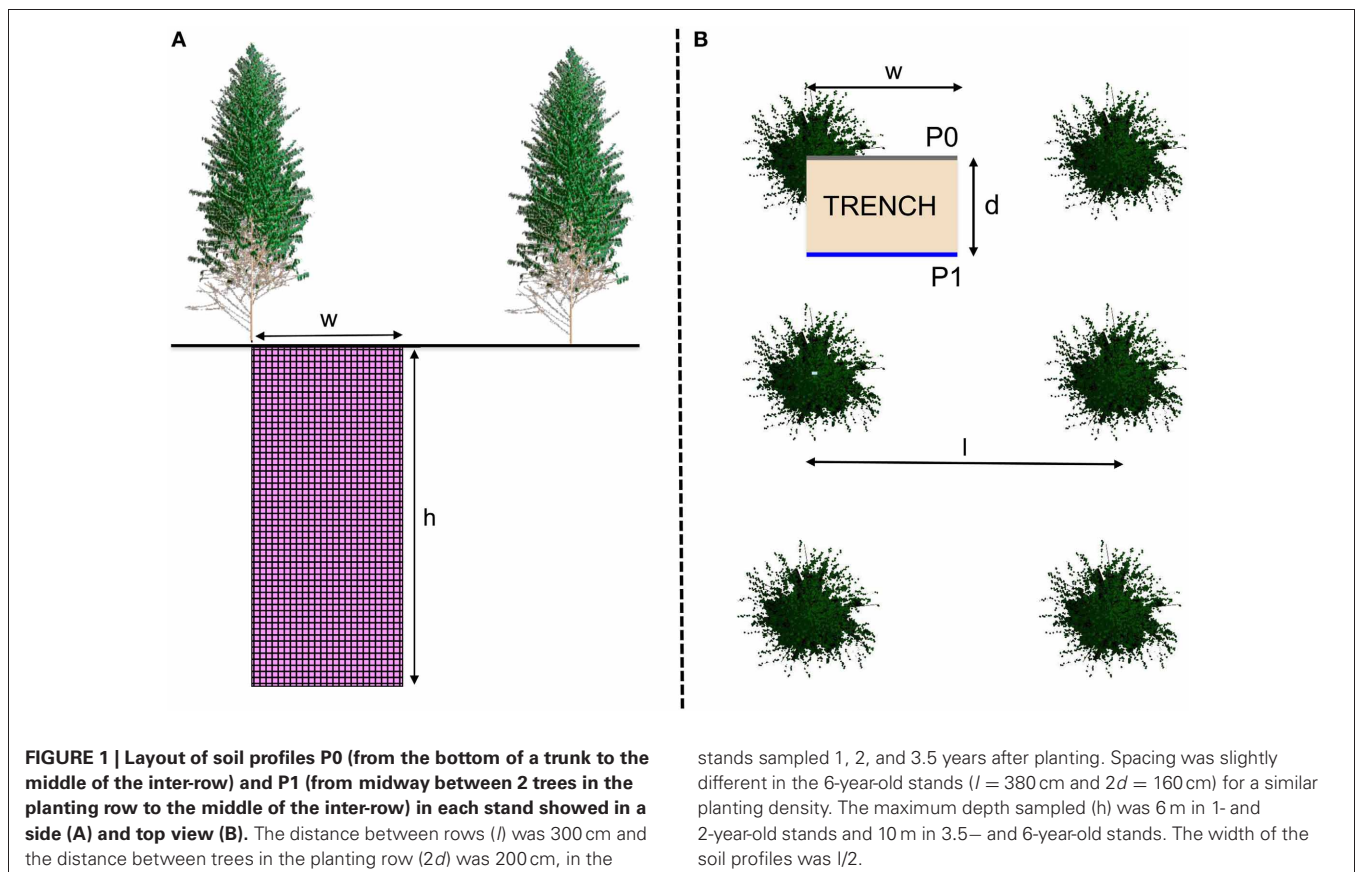 A
B
w
P0
TRENCH
d
P1
w
h
l
FIGURE 1 | Layout of soil profiles P0 (from the bottom of a trunk to the
middle of the inter-row) and P1 (from midway between 2 trees in the
planting row to the middle of the inter-row) in each stand showed in a
side (A) and top view (B). The distance between rows (l) was 300 cm and
the distance between trees in the planting row (2d) was 200 cm, in the
stands sampled 1, 2, and 3.5 years after planting. Spacing was slightly
different in the 6-year-old stands (l = 380 cm and 2d = 160 cm) for a similar
planting density. The maximum depth sampled (h) was 6 m in 1- and
2-year-old stands and 10 m in 3.5– and 6-year-old stands. The width of the
soil profiles was l/2.